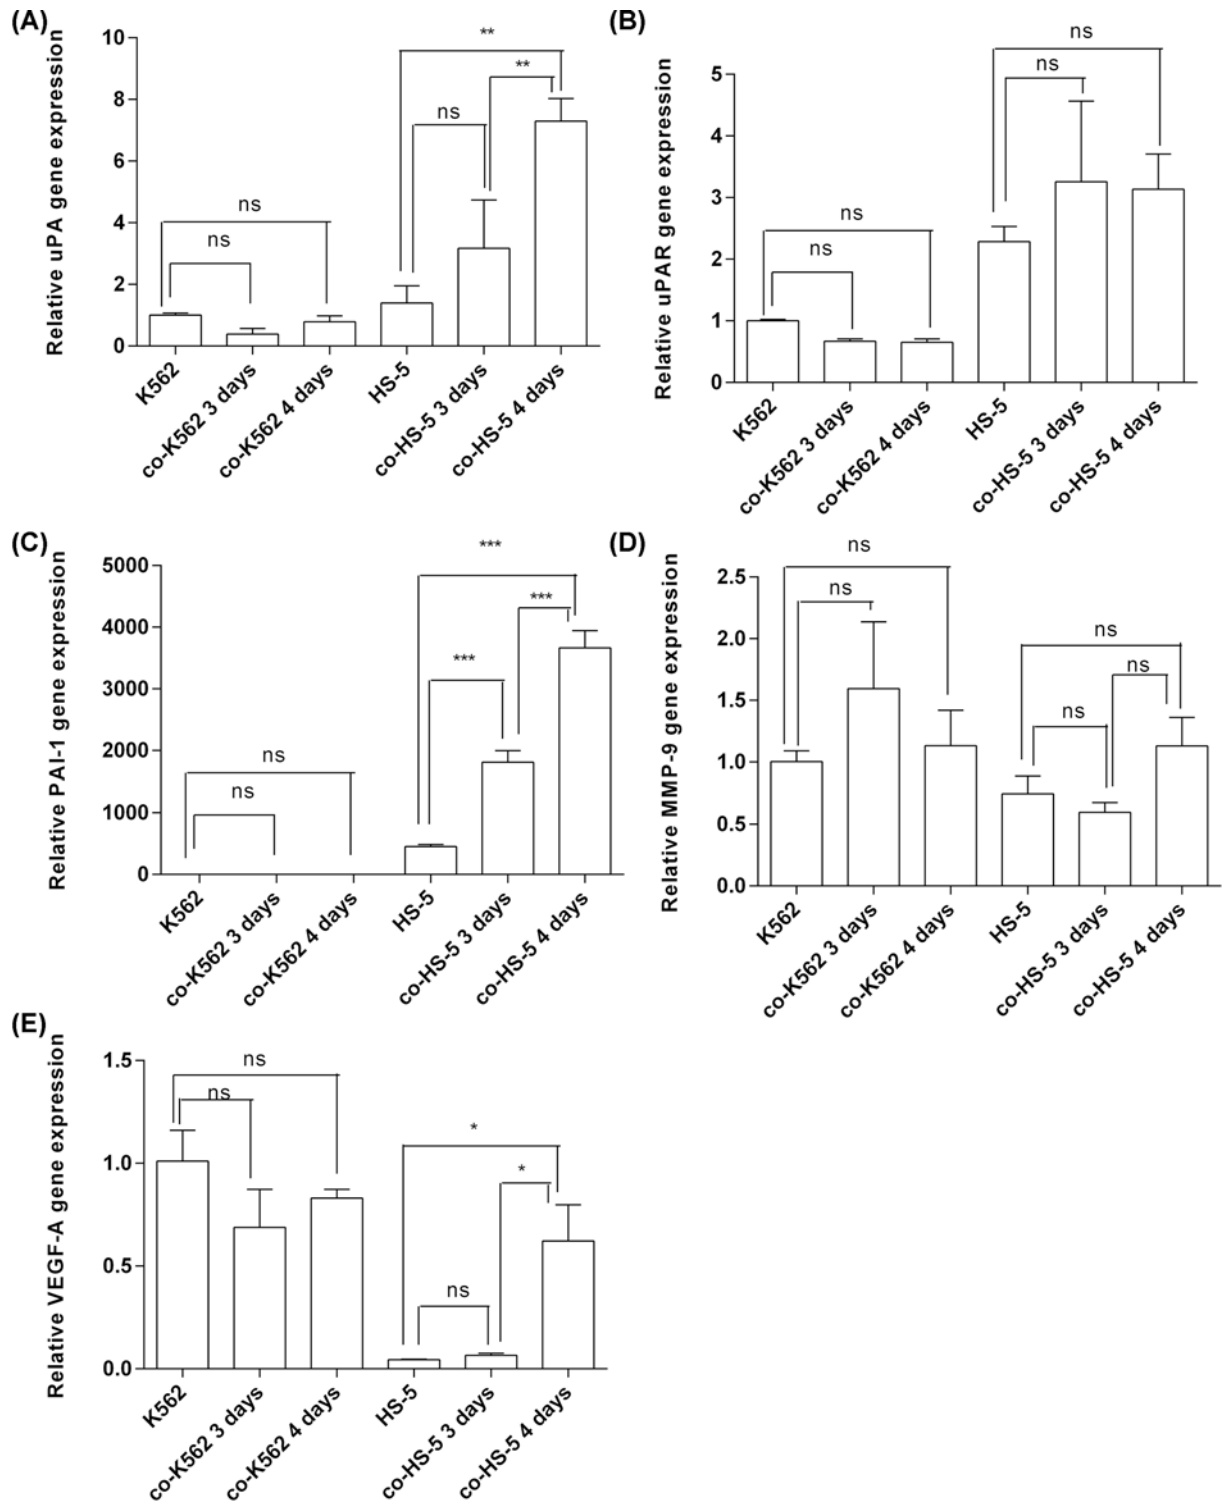 (A)
Relative uPA gene expression
10
8
6
4
2
0
ns
ns
ns
**
**
K562
co-K562 3 days
co-K562 4 days
HS-5
co-HS-5 3 days
co-HS-5 4 days
(B)
Relative uPAR gene expression
5
4
3
2
1
0
ns
ns
ns
ns
K562
co-K562 3 days
co-K562 4 days
HS-5
co-HS-5 3 days
co-HS-5 4 days
(C)
Relative PAI-1 gene expression
5000
4000
3000
2000
1000
0
ns
ns
***
***
***
K562
co-K562 3 days
co-K562 4 days
HS-5
co-HS-5 3 days
co-HS-5 4 days
(D)
Relative MMP-9 gene expression
2.5
2.0
1.5
1.0
0.5
0.0
ns
ns
ns
ns
ns
K562
co-K562 3 days
co-K562 4 days
HS-5
co-HS-5 3 days
co-HS-5 4 days
(E)
Relative VEGF-A gene expression
1.5
1.0
0.5
0.0
ns
ns
*
*
ns
K562
co-K562 3 days
co-K562 4 days
HS-5
co-HS-5 3 days
co-HS-5 4 days